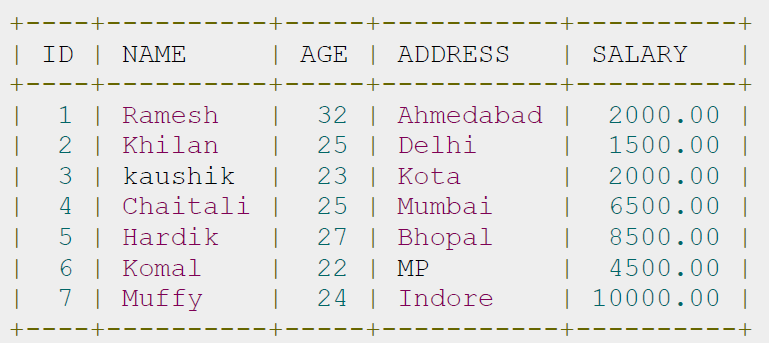 +----+----------+-----+-----------+----------+
| ID | NAME     | AGE | ADDRESS   | SALARY   |
+----+----------+-----+-----------+----------+
|  1 | Ramesh   |  32 | Ahmedabad |  2000.00 |
|  2 | Khilan   |  25 | Delhi     |  1500.00 |
|  3 | kaushik  |  23 | Kota      |  2000.00 |
|  4 | Chaitali |  25 | Mumbai    |  6500.00 |
|  5 | Hardik   |  27 | Bhopal    |  8500.00 |
|  6 | Komal    |  22 | MP        |  4500.00 |
|  7 | Muffy    |  24 | Indore    | 10000.00 |
+----+----------+-----+-----------+----------+